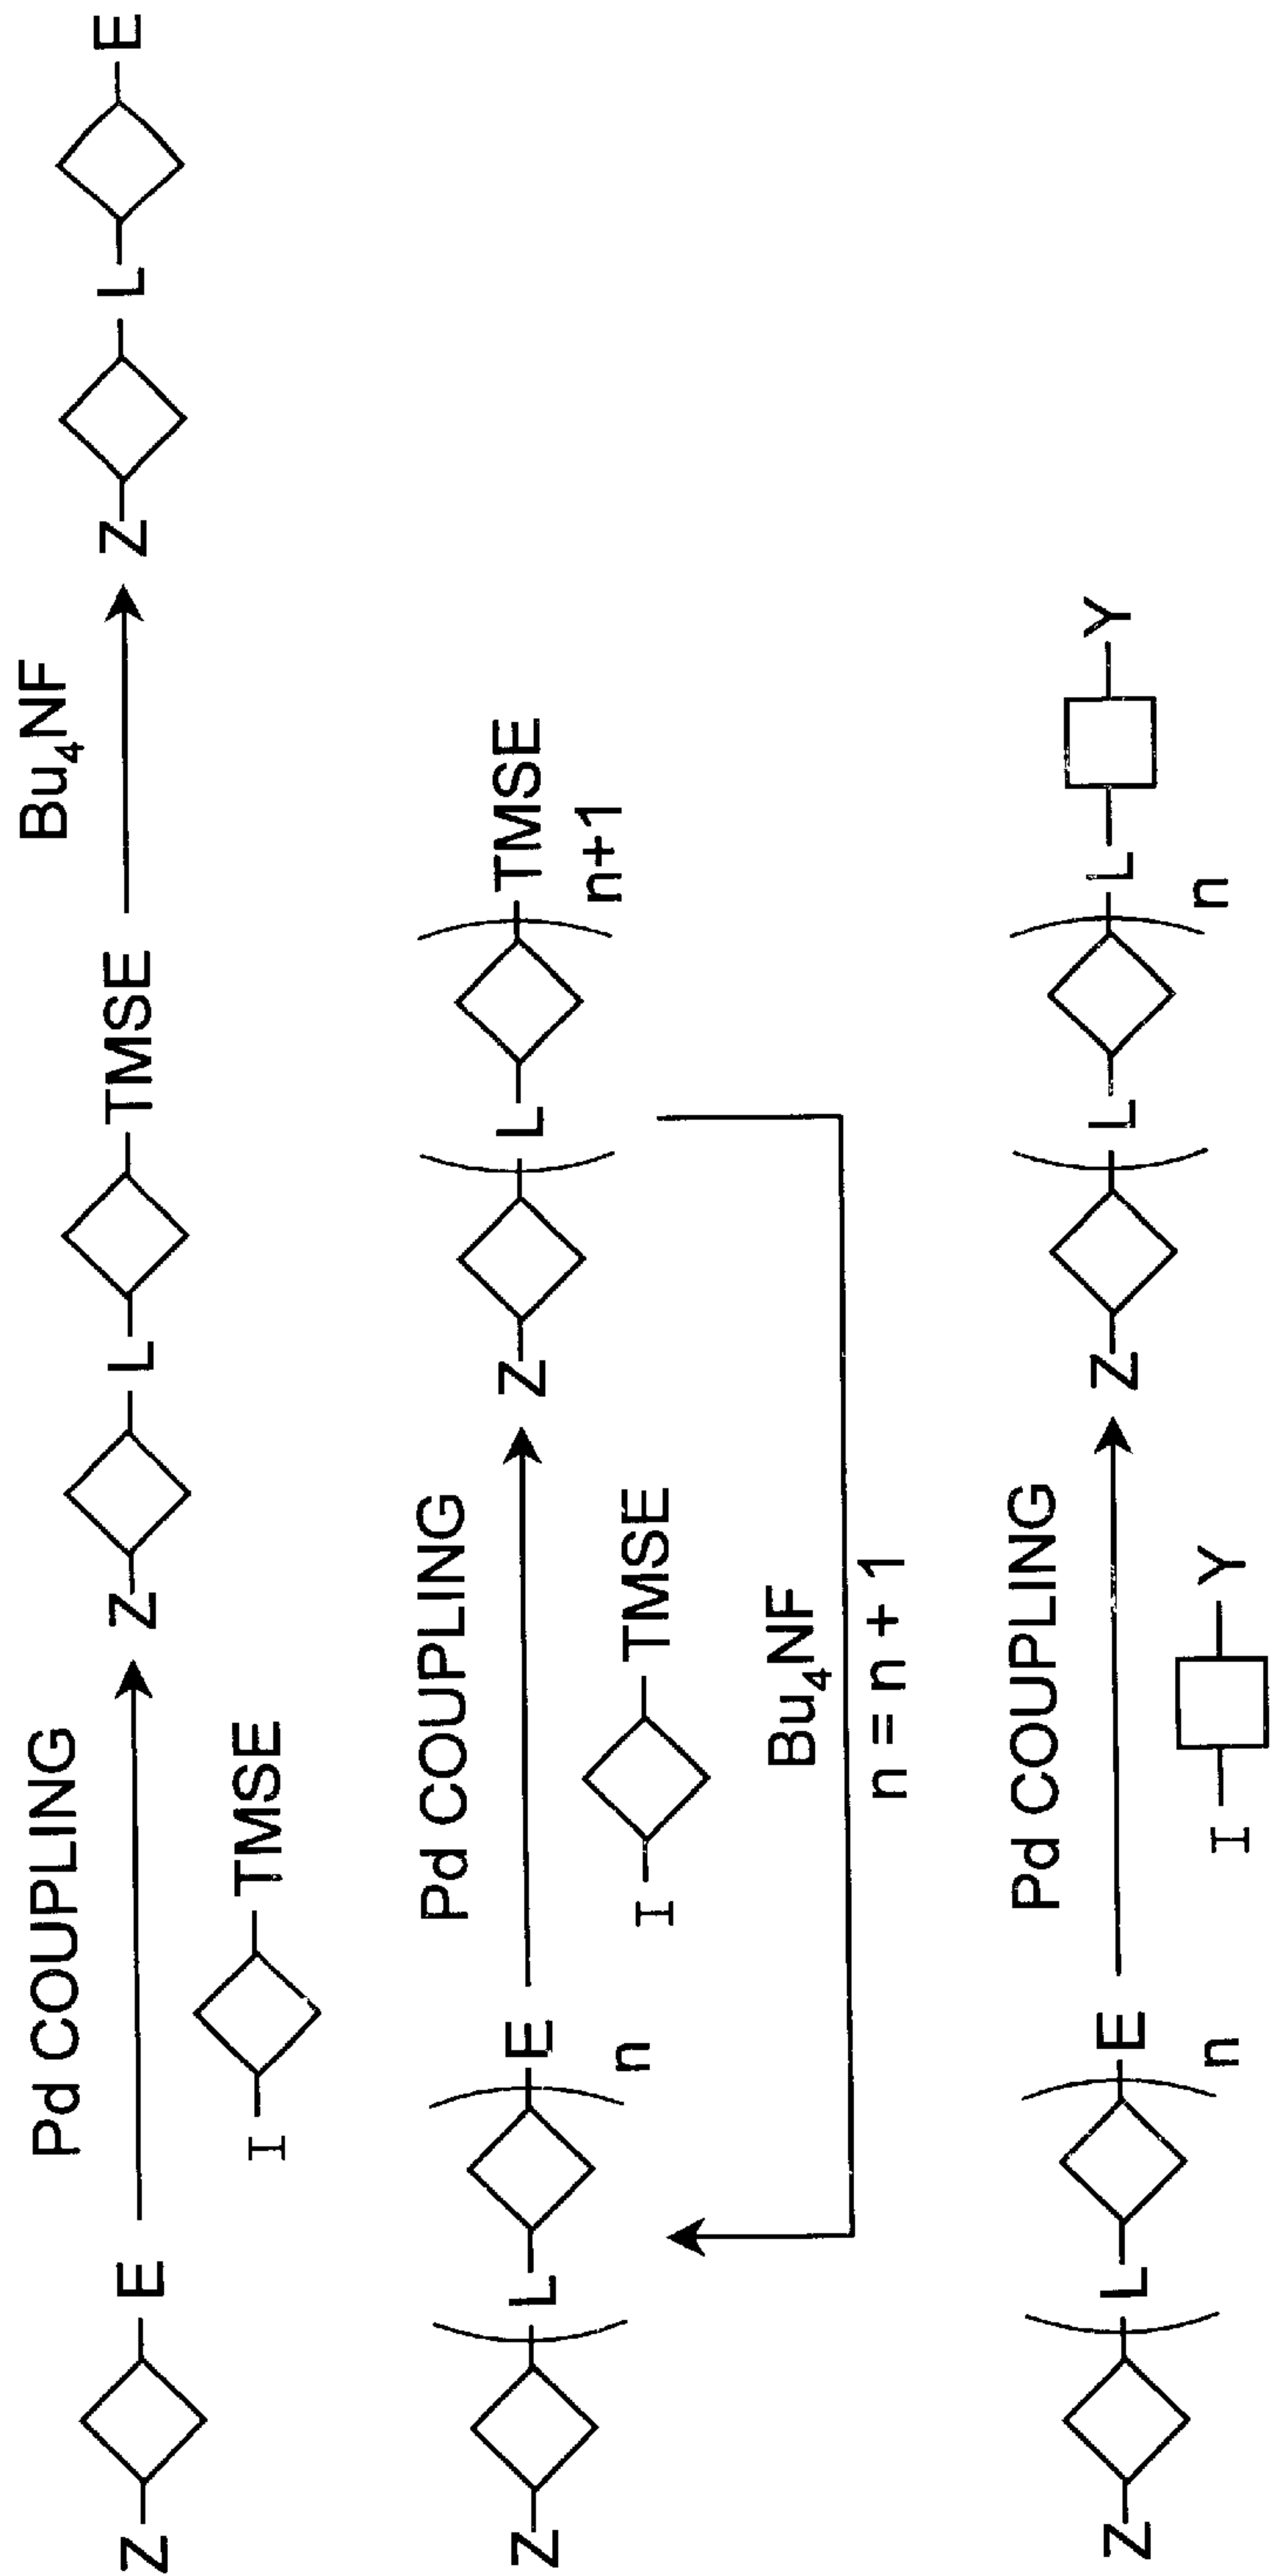 Pd COUPLING
Bu4NF
Z E Z L TMSE Z L E
I TMSE
Pd COUPLING
Z L E n Z L TMSE n+1
I TMSE
Bu4NF
n = n + 1
Pd COUPLING
Z L E n Z L n L Y
I Y